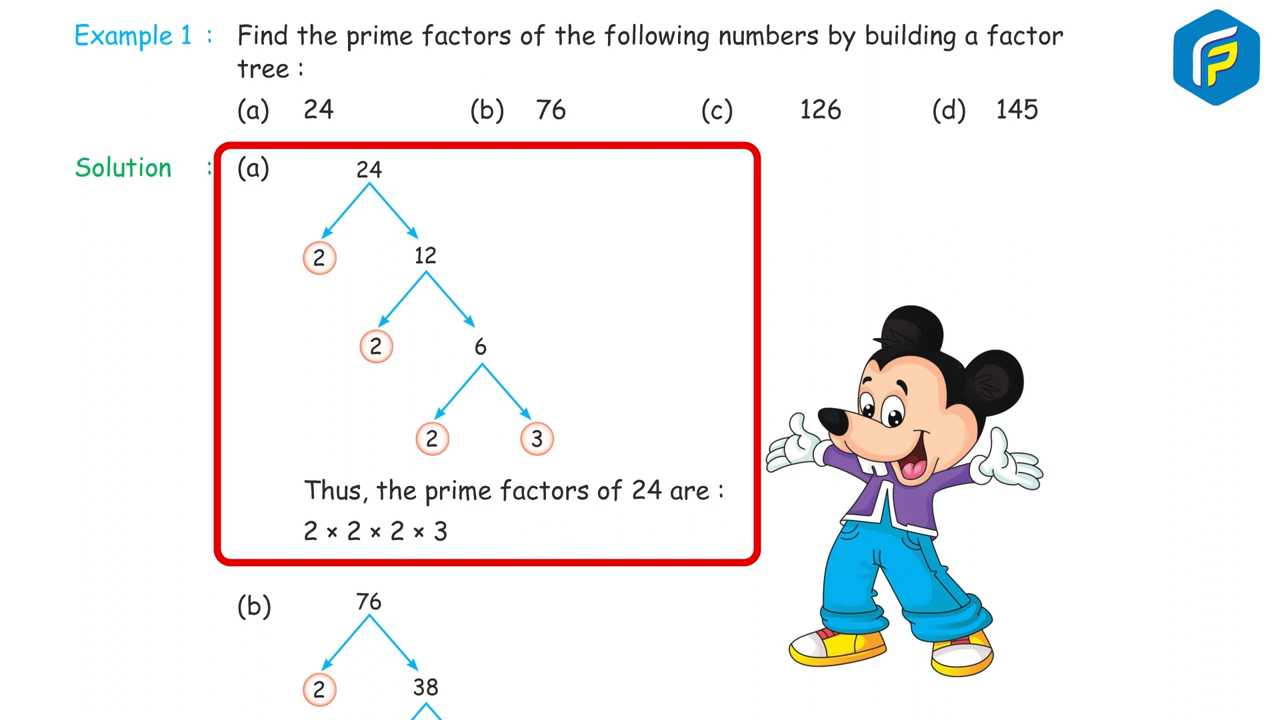 Example 1 : Find the prime factors of the following numbers by building a factor
tree :
(a) 24 (b) 76 (c) 126 (d) 145
Solution : (a) 24
2 12
2 6
2 3
Thus, the prime factors of 24 are :
2 × 2 × 2 × 3
(b) 76
2 38